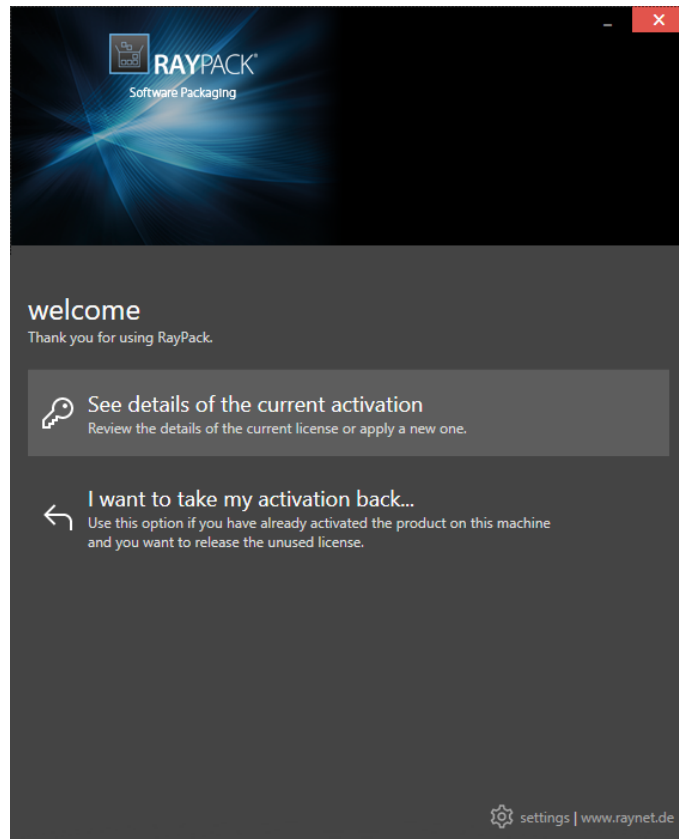 RAYPACK®
Software Packaging
welcome
Thank you for using RayPack.
See details of the current activation
Review the details of the current license or apply a new one.
I want to take my activation back...
Use this option if you have already activated the product on this machine
and you want to release the unused license.
settings | www.raynet.de